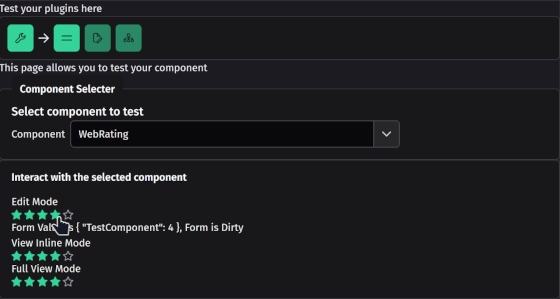 Test your plugins here
This page allows you to test your component
Component Selecter
Select component to test
Component WebRating
Interact with the selected component
Edit Mode
Form { "TestComponent": 4 }, Form is Dirty
View Inline Mode
Full View Mode